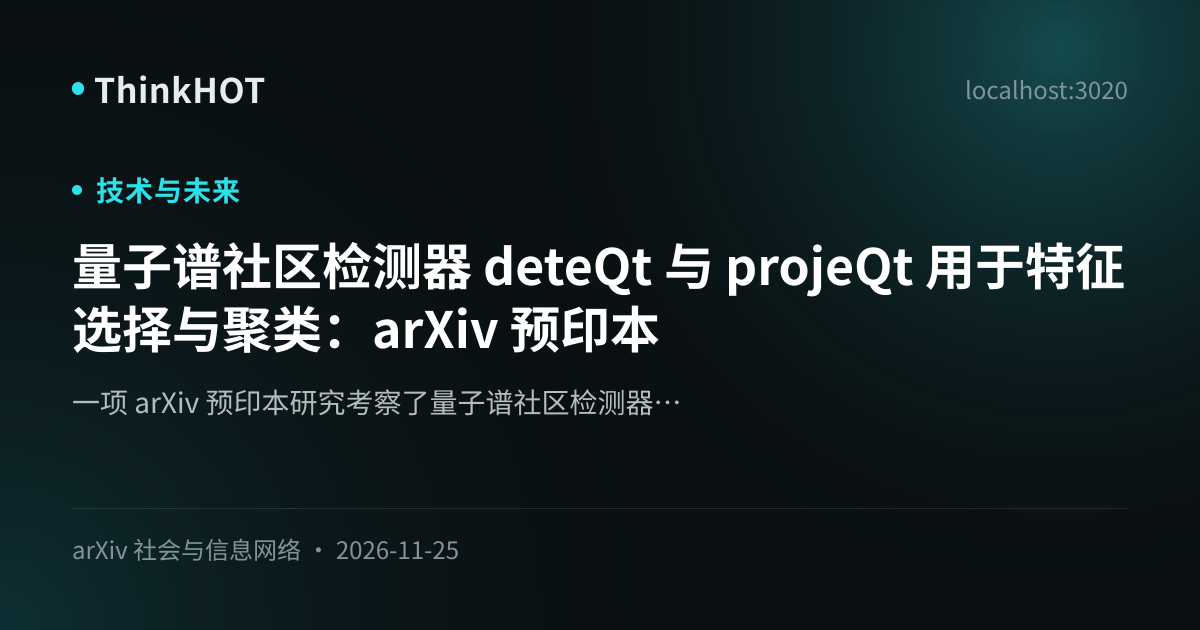 ThinkHOT
localhost:3020
技术与未来
量子谱社区检测器 deteQt 与 projeQt 用于特征
选择与聚类：arXiv 预印本
一项 arXiv 预印本研究考察了量子谱社区检测器…
arXiv 社会与信息网络 · 2026-11-25